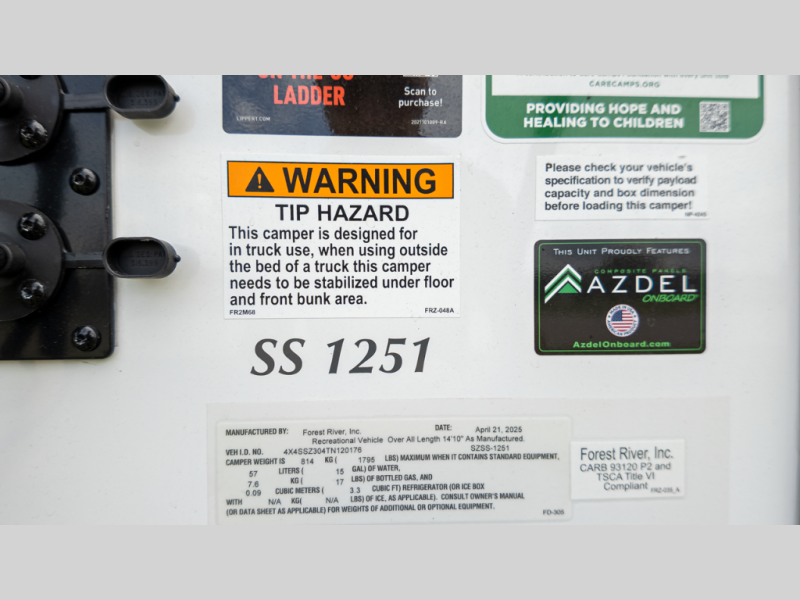 LADDER
Scan to
purchase!
LIPPERT.COM
CARECAMPS.ORG
PROVIDING HOPE AND
HEALING TO CHILDREN
WARNING
TIP HAZARD
This camper is designed for
in truck use, when using outside
the bed of a truck this camper
needs to be stabilized under floor
and front bunk area.
FR2M68 FRZ-048A
Please check your vehicle's
specification to verify payload
capacity and box dimension
before loading this camper!
THIS UNIT PROUDLY FEATURES
COMPOSITE PANELS
AZDEL
ONBOARD
MADE IN USA
AzdelOnboard.com
SS 1251
MANUFACTURED BY: Forest River, Inc. DATE: April 21, 2025
Recreational Vehicle Over All Length 14'10" As Manufactured.
VEH I.D. NO. 4X4SSZ304TN120176 SZSS-1251
CAMPER WEIGHT IS 814 KG ( 1795 LBS) MAXIMUM WHEN IT CONTAINS STANDARD EQUIPMENT,
57 LITERS ( 15 GAL) OF WATER,
7.6 KG ( 17 LBS) OF BOTTLED GAS, AND
0.09 CUBIC METERS ( 3.3 CUBIC FT) REFRIGERATOR (OR ICE BOX
WITH N/A KG( N/A LBS) OF ICE, AS APPLICABLE). CONSULT OWNER'S MANUAL
(OR DATA SHEET AS APPLICABLE) FOR WEIGHTS OF ADDITIONAL OR OPTIONAL EQUIPMENT.
FD-305
Forest River, Inc.
CARB 93120 P2 and
TSCA Title VI
Compliant